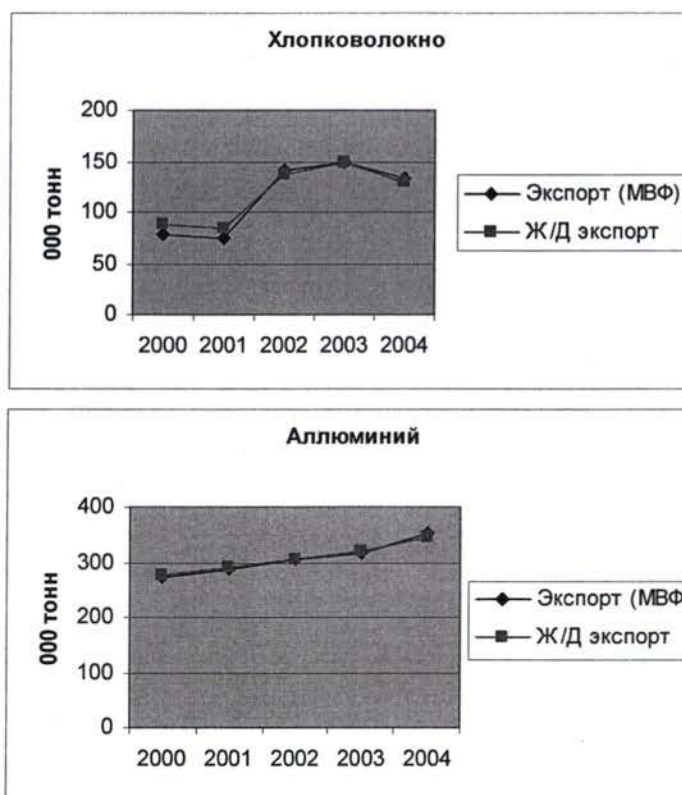 Хлопковолокно
200
150
100
50
0
000 тонн
2000 2001 2002 2003 2004
Экспорт (МВФ)
Ж/Д экспорт
Аллюминий
400
300
200
100
0
000 тонн
2000 2001 2002 2003 2004
Экспорт (МВФ
Ж/Д экспорт